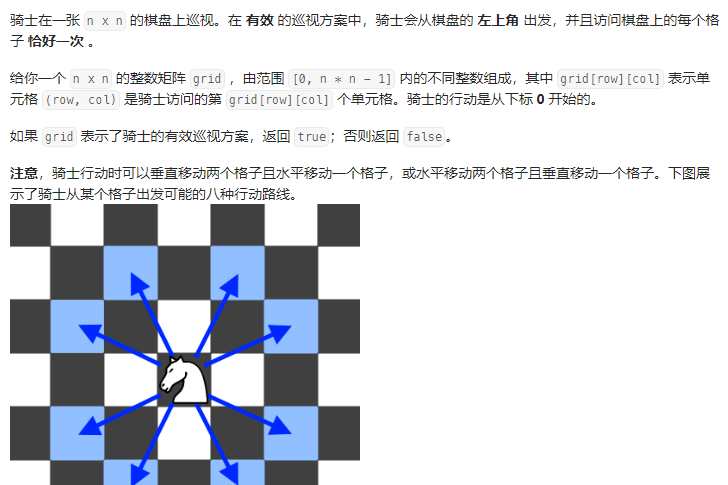 骑士在一张 n x n 的棋盘上巡视。在 有效 的巡视方案中，骑士会从棋盘的 左上角 出发，并且访问棋盘上的每个格
子 恰好一次 。
给你一个 n x n 的整数矩阵 grid ，由范围 [0, n * n - 1] 内的不同整数组成，其中 grid[row][col] 表示单
元格 (row, col) 是骑士访问的第 grid[row][col] 个单元格。骑士的行动是从下标 0 开始的。
如果 grid 表示了骑士的有效巡视方案，返回 true；否则返回 false。
注意，骑士行动时可以垂直移动两个格子且水平移动一个格子，或水平移动两个格子且垂直移动一个格子。下图展
示了骑士从某个格子出发可能的八种行动路线。